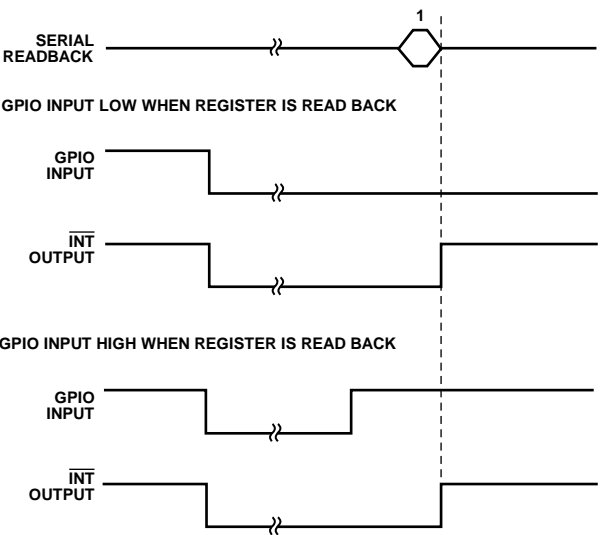 1
SERIAL
READBACK
GPIO INPUT LOW WHEN REGISTER IS READ BACK
GPIO
INPUT
INT
OUTPUT
GPIO INPUT HIGH WHEN REGISTER IS READ BACK
GPIO
INPUT
INT
OUTPUT